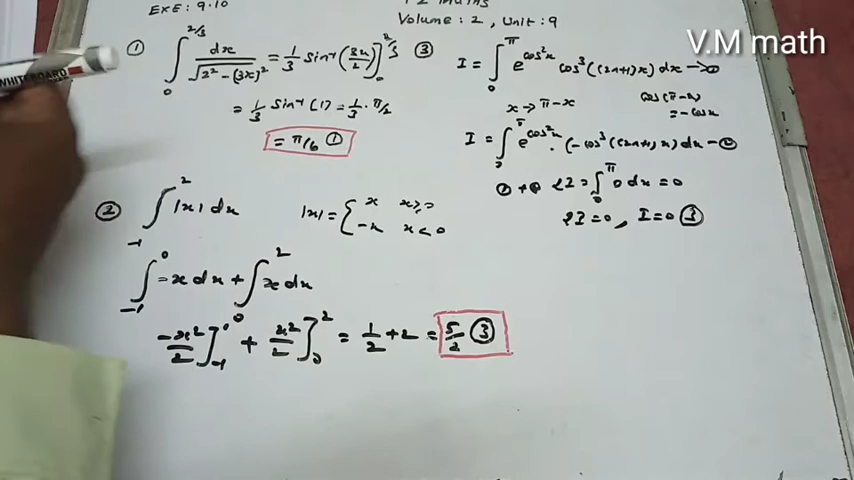 EXE: 9.10
+2 maths
Volume: 2, Unit: 9
V.M math
WHITEBOARD
① ∫₀^{2/3} dx / √(2² − (3x)²) = 1/3 sin⁻¹(3x/2)]₀^{2/3}
= 1/3 sin⁻¹(1) = 1/3 · π/2
= π/6 ①
② ∫₋₁² |x| dx |x| = { x x ≥ 0
−x x < 0
∫₋₁⁰ −x dx + ∫₀² x dx
−x²/2]₋₁⁰ + x²/2]₀² = 1/2 + 2 = 5/2 ③
③ I = ∫₀^π e^{cos²x} cos³((2n+1)x) dx → ①
x → π−x cos(π−x)
= −cosx
I = ∫₀^π e^{cos²x} · (−cos³((2n+1)x) dx − ②
① + ② 2I = ∫₀^π 0 dx = 0
2I = 0, I = 0 ③